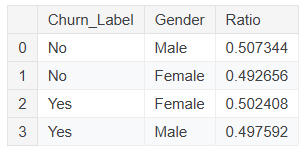 Churn_Label Gender Ratio
0 No Male 0.507344
1 No Female 0.492656
2 Yes Female 0.502408
3 Yes Male 0.497592